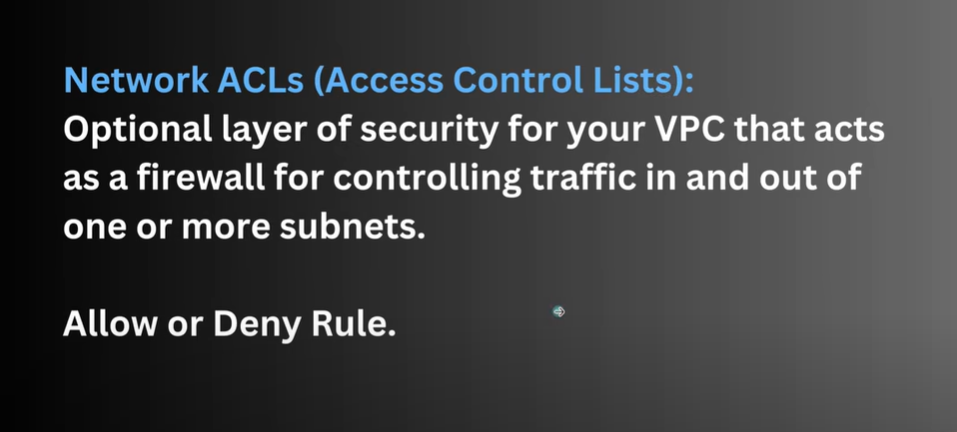 Network ACLs (Access Control Lists):
Optional layer of security for your VPC that acts
as a firewall for controlling traffic in and out of
one or more subnets.
Allow or Deny Rule.